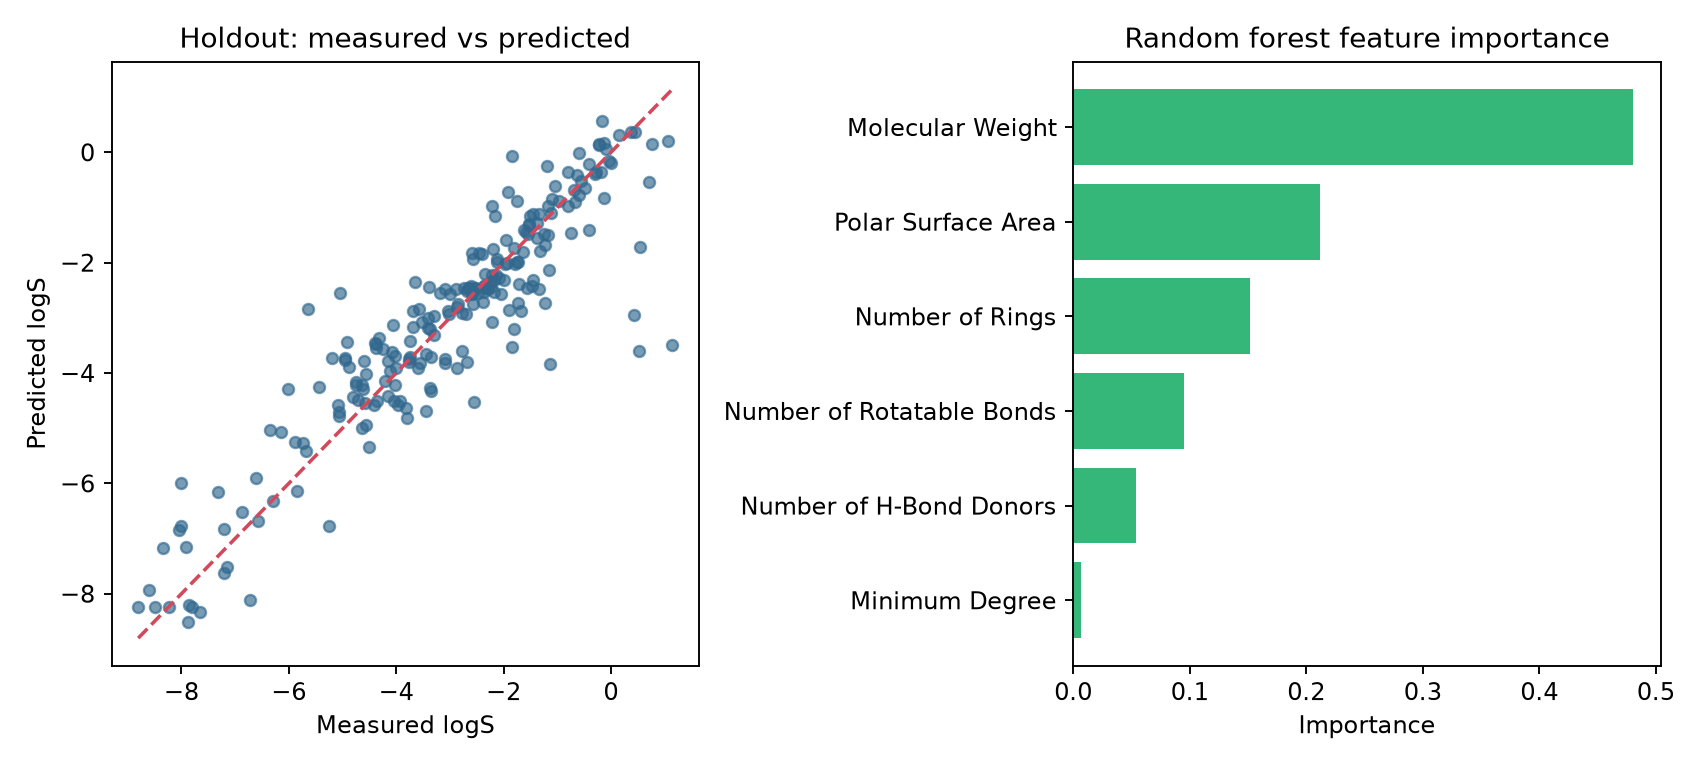 Holdout: measured vs predicted
0
−2
−4
−6
−8
Predicted logS
−8
−6
−4
−2
0
Measured logS
Random forest feature importance
Molecular Weight
Polar Surface Area
Number of Rings
Number of Rotatable Bonds
Number of H-Bond Donors
Minimum Degree
0.0
0.1
0.2
0.3
0.4
0.5
Importance